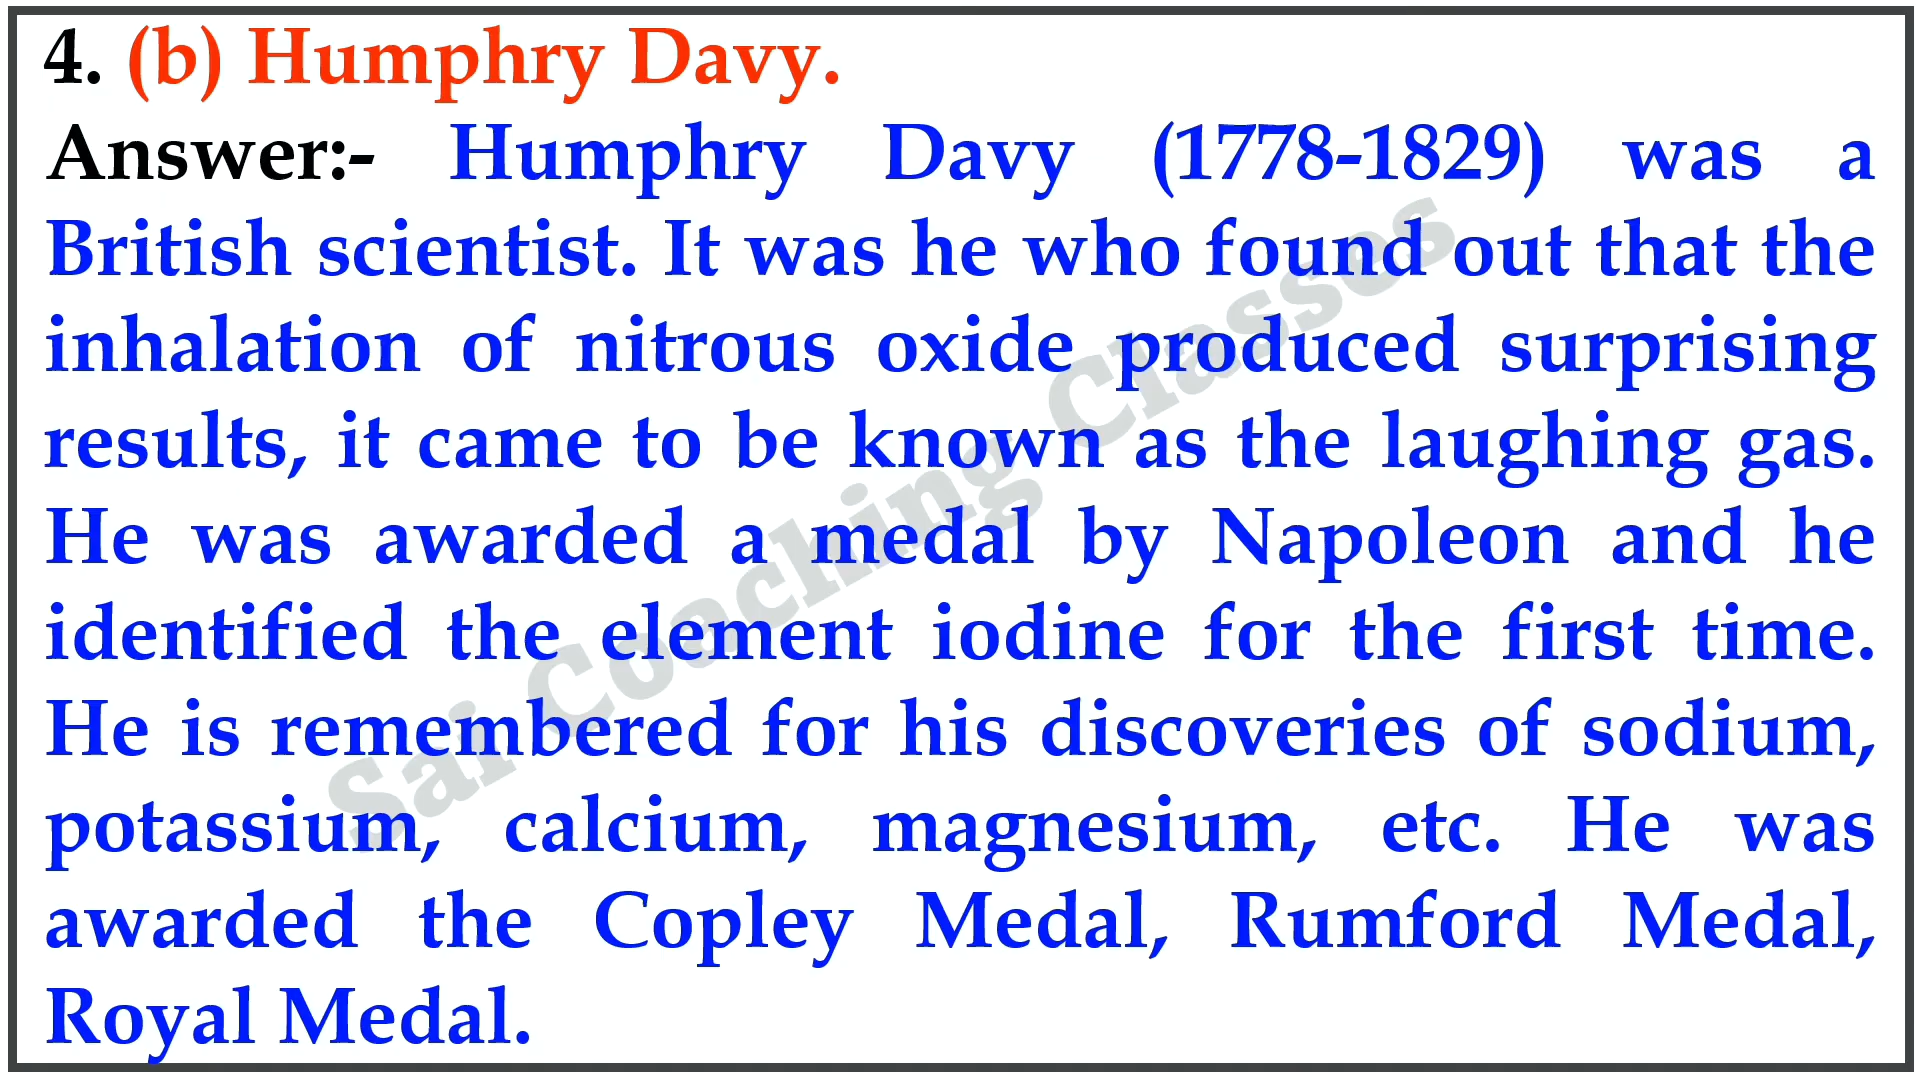 4. (b) Humphry Davy.
Answer:- Humphry Davy (1778-1829) was a
British scientist. It was he who found out that the
inhalation of nitrous oxide produced surprising
results, it came to be known as the laughing gas.
He was awarded a medal by Napoleon and he
identified the element iodine for the first time.
He is remembered for his discoveries of sodium,
potassium, calcium, magnesium, etc. He was
awarded the Copley Medal, Rumford Medal,
Royal Medal.
Sai Coaching Classes